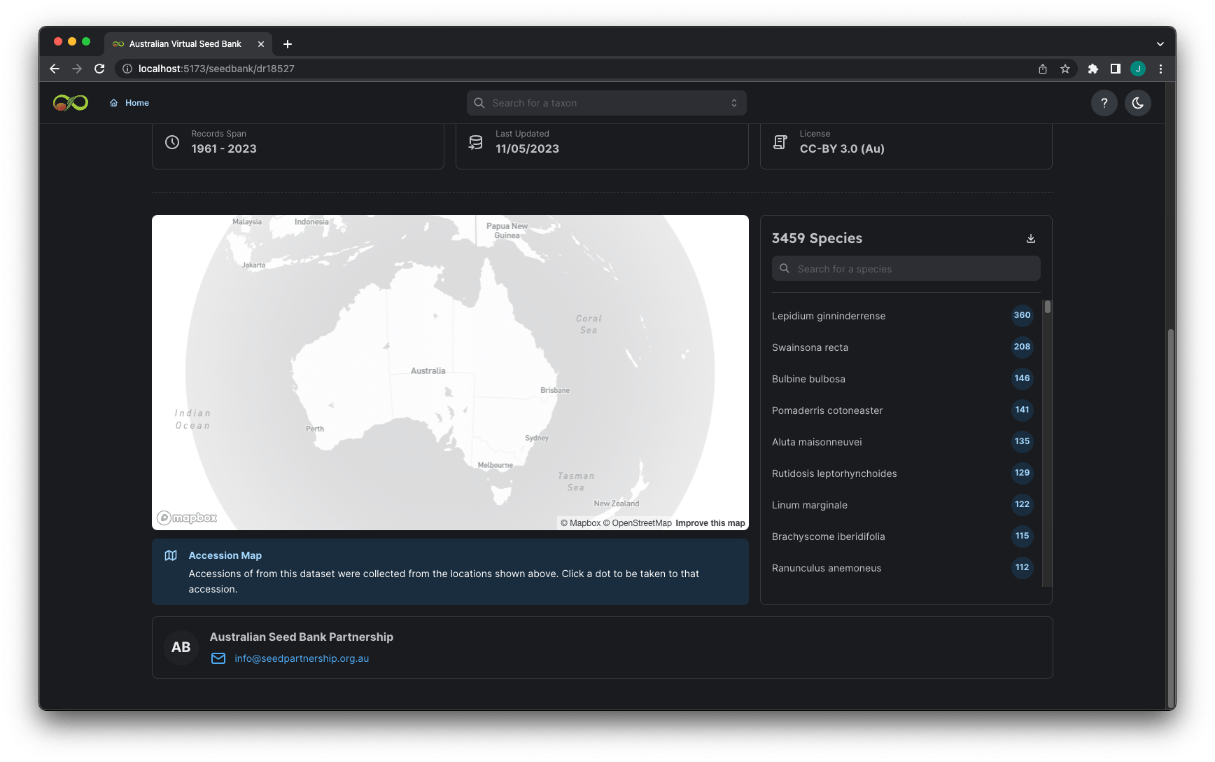 Australian Virtual Seed Bank
localhost:5173/seedbank/dr18527
J
Home
Search for a taxon
?
Records Span
1961 - 2023
Last Updated
11/05/2023
License
CC-BY 3.0 (Au)
Malaysia
Indonesia
Papua New
Guinea
Jakarta
Coral
Sea
Australia
Brisbane
Indian
Ocean
Perth
Sydney
Melbourne
Tasman
Sea
New Zealand
mapbox
© Mapbox © OpenStreetMap Improve this map
3459 Species
Search for a species
Lepidium ginninderrense 360
Swainsona recta 208
Bulbine bulbosa 146
Pomaderris cotoneaster 141
Aluta maisonneuvei 135
Rutidosis leptorhynchoides 129
Linum marginale 122
Brachyscome iberidifolia 115
Ranunculus anemoneus 112
Accession Map
Accessions of from this dataset were collected from the locations shown above. Click a dot to be taken to that
accession.
AB
Australian Seed Bank Partnership
info@seedpartnership.org.au